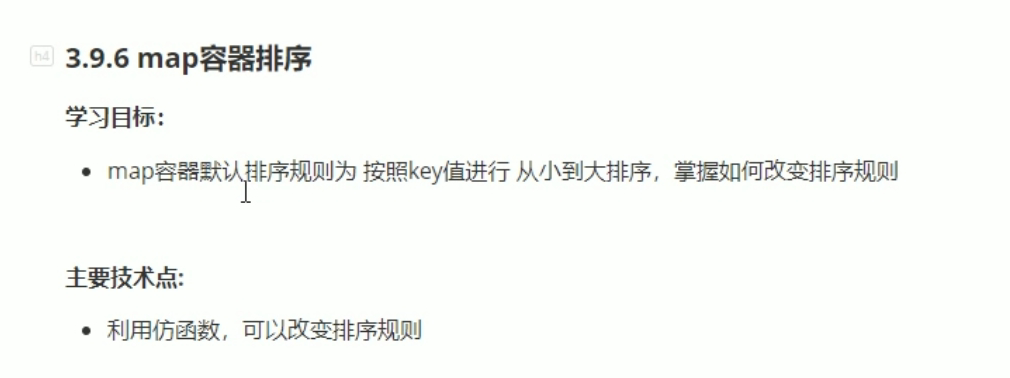 h4
3.9.6 map容器排序
学习目标：
map容器默认排序规则为 按照key值进行 从小到大排序，掌握如何改变排序规则
主要技术点:
利用仿函数，可以改变排序规则